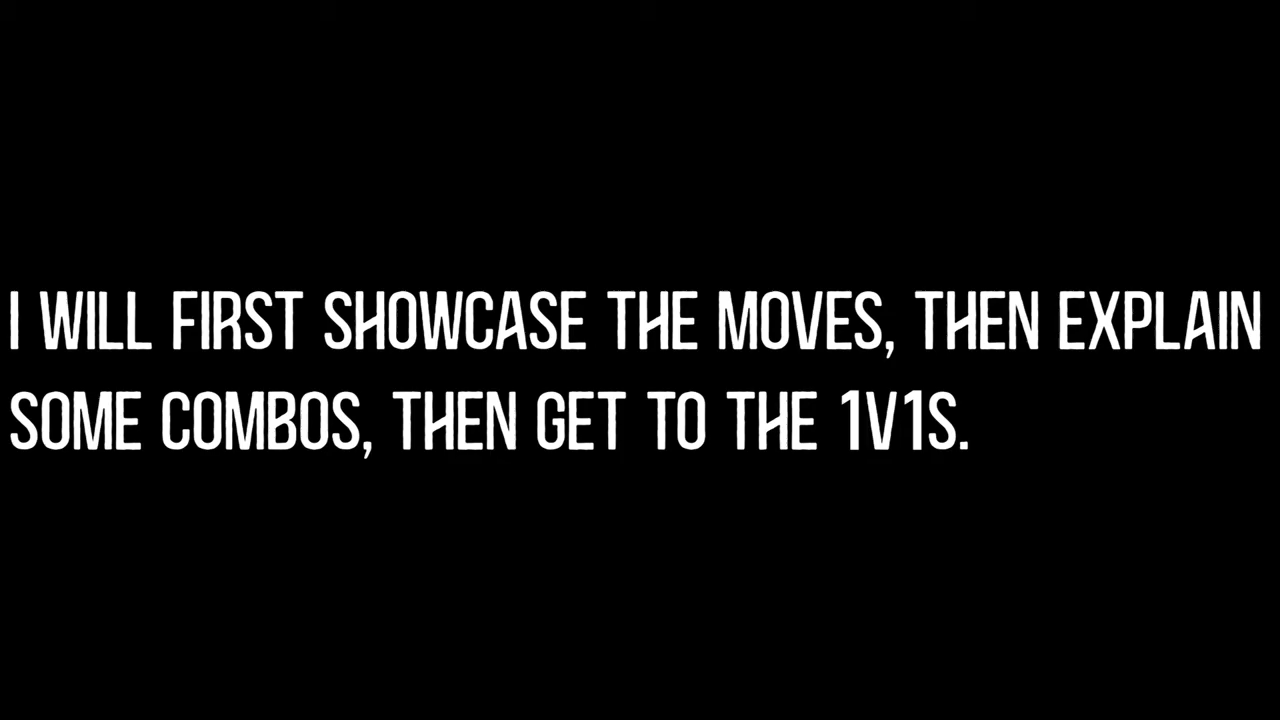 I WILL FIRST SHOWCASE THE MOVES, THEN EXPLAIN
SOME COMBOS, THEN GET TO THE 1V1S.